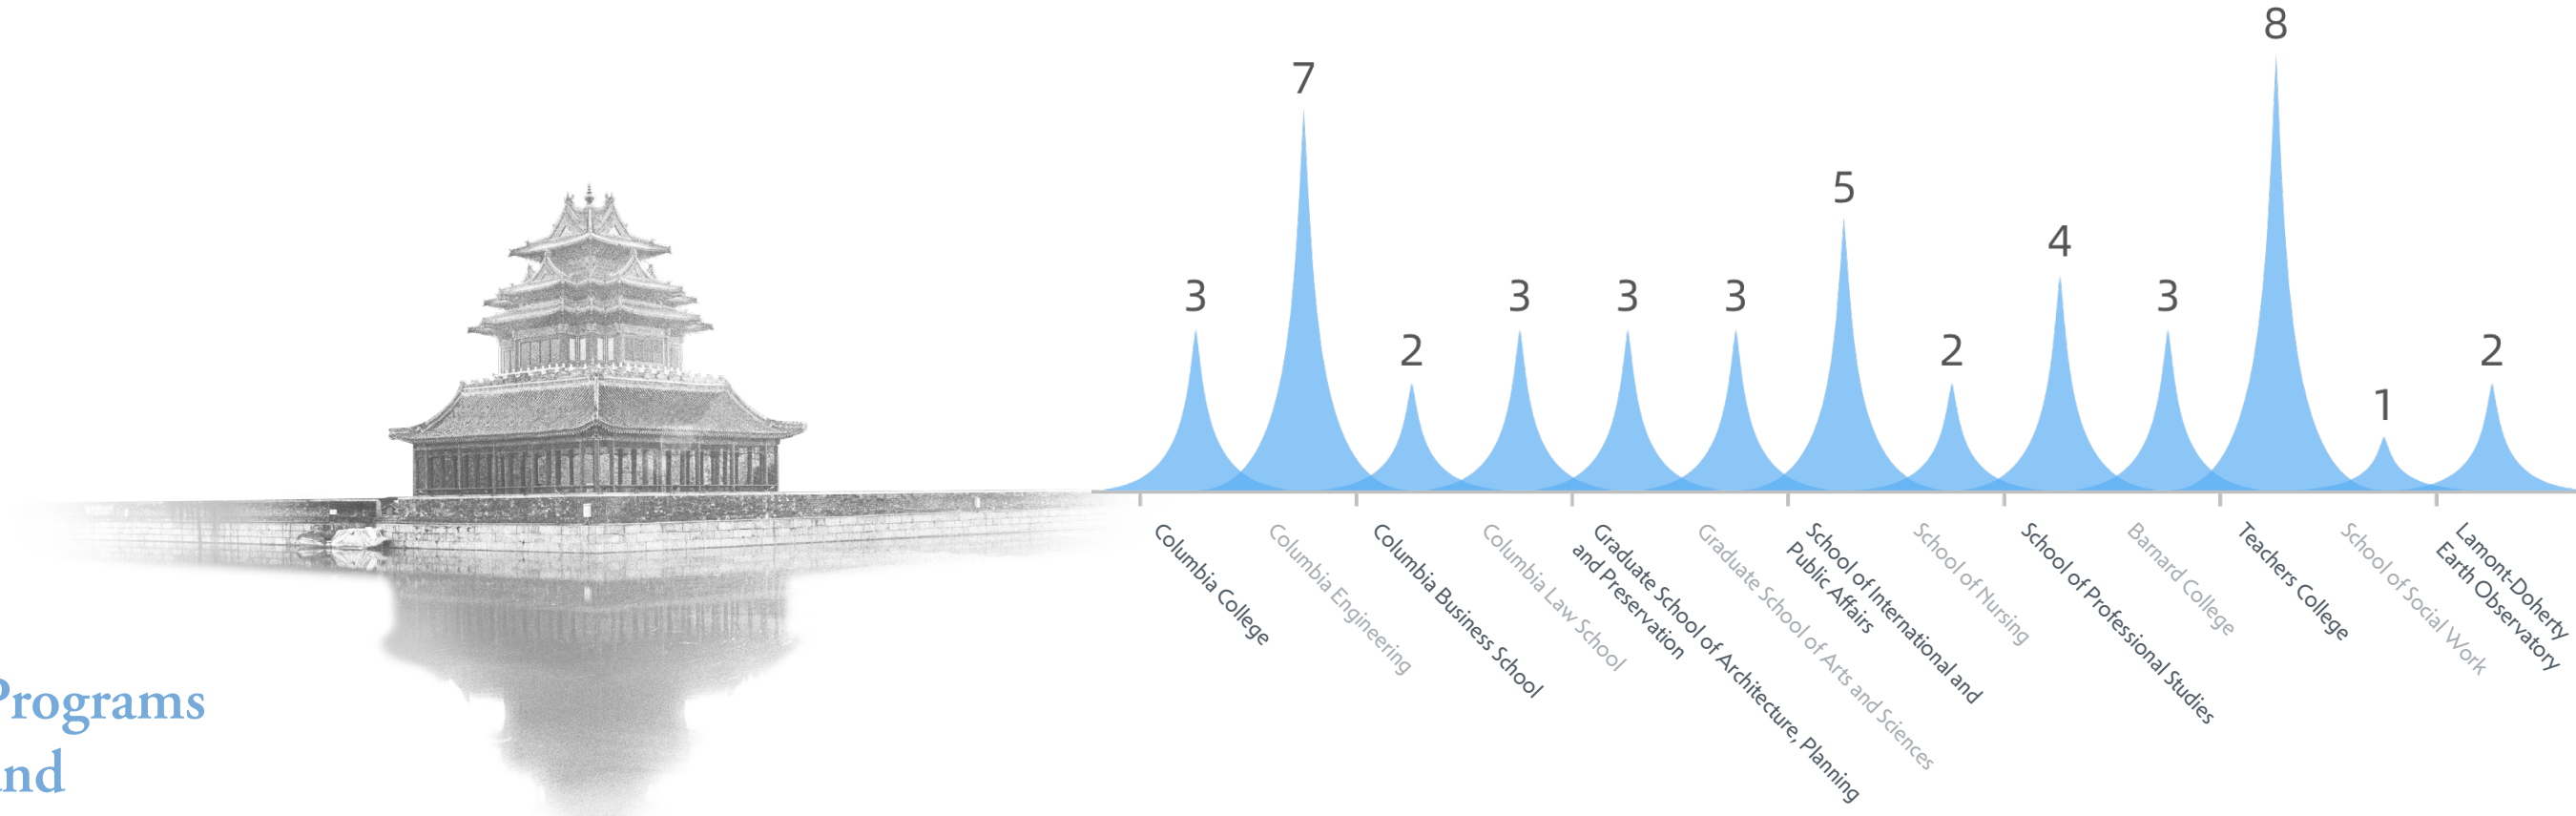 8
7
5
4
3
3
3
3
3
2
2
2
1
Columbia College
Columbia Engineering
Columbia Business School
Columbia Law School
Graduate School of Architecture, Planning
and Preservation
Graduate School of Arts and Sciences
School of International and
Public Affairs
School of Nursing
School of Professional Studies
Barnard College
Teachers College
School of Social Work
Lamont-Doherty
Earth Observatory
Programs
and